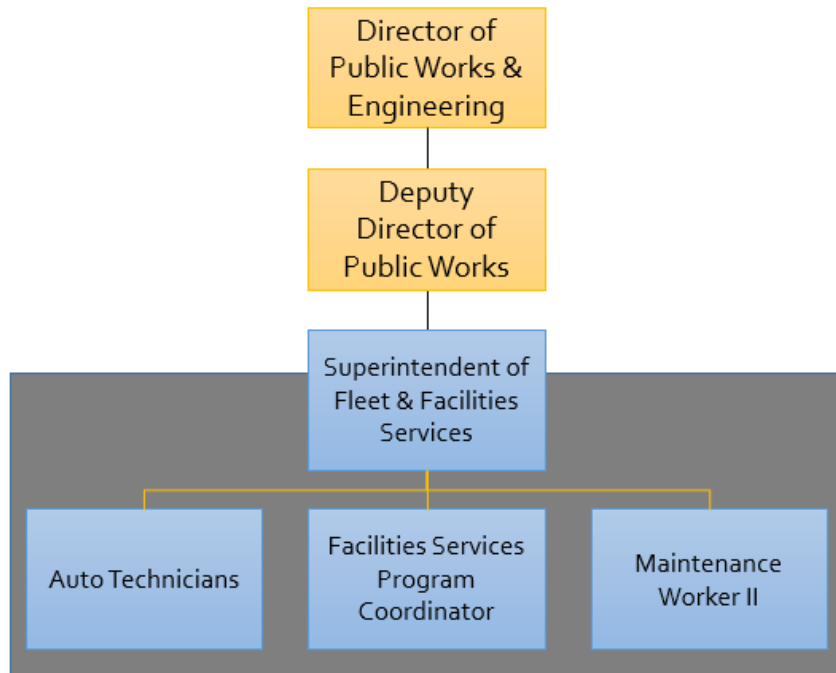 Director of
Public Works &
Engineering
Deputy
Director of
Public Works
Superintendent of
Fleet & Facilities
Services
Auto Technicians
Facilities Services
Program
Coordinator
Maintenance
Worker II